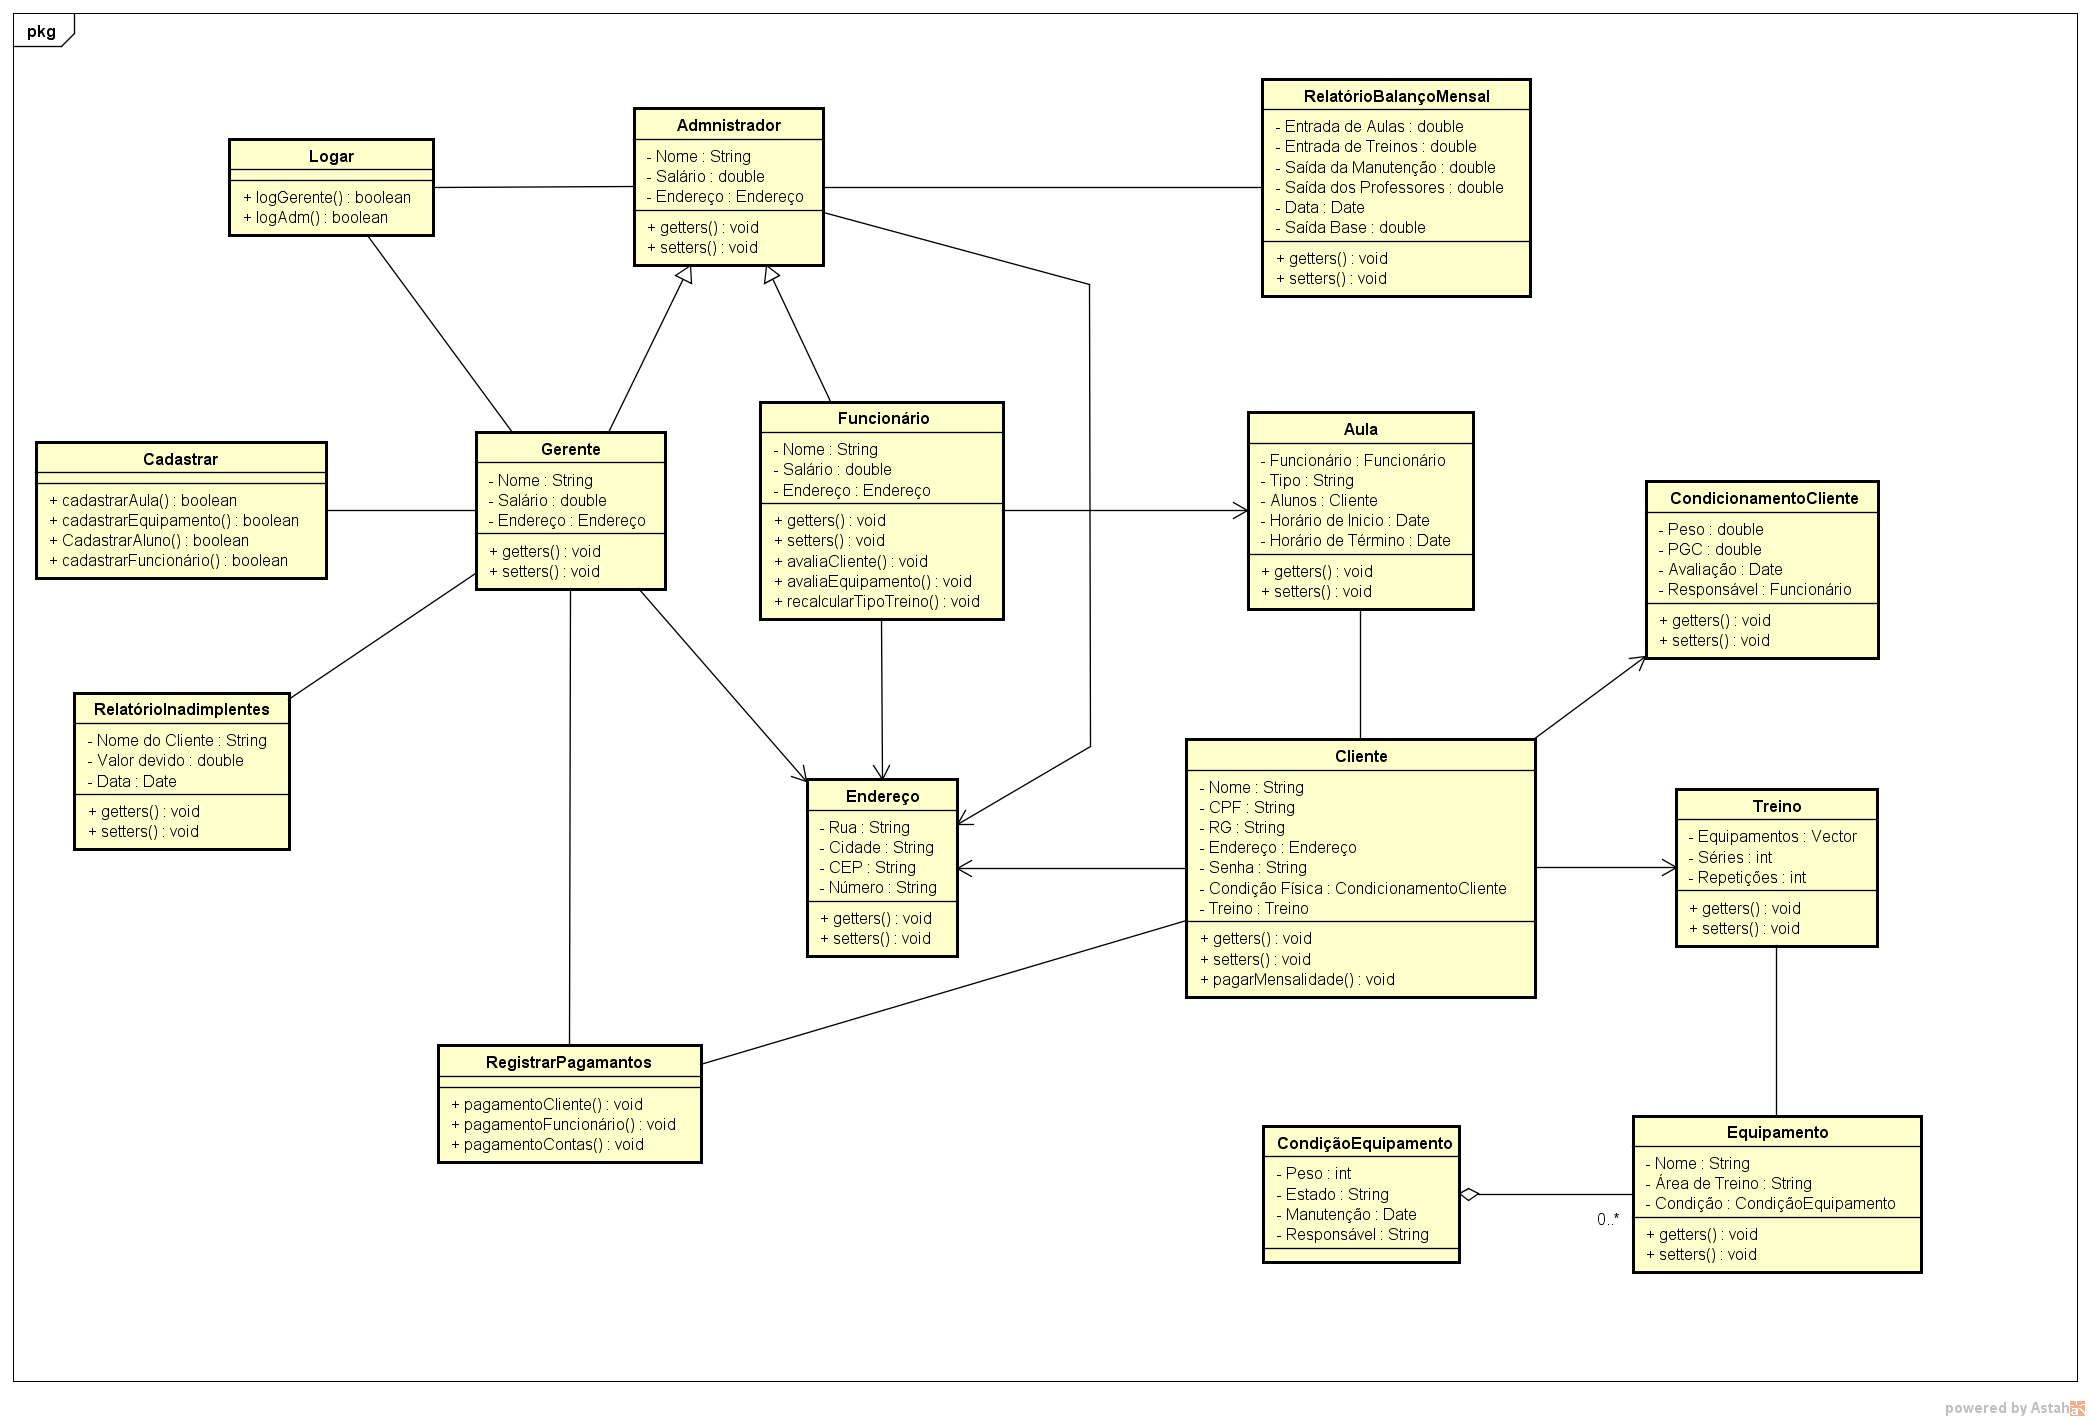 pkg
Logar
+ logGerente() : boolean
+ logAdm() : boolean
Admnistrador
- Nome : String
- Salário : double
- Endereço : Endereço
+ getters() : void
+ setters() : void
RelatórioBalançoMensal
- Entrada de Aulas : double
- Entrada de Treinos : double
- Saída da Manutenção : double
- Saída dos Professores : double
- Data : Date
- Saída Base : double
+ getters() : void
+ setters() : void
Cadastrar
+ cadastrarAula() : boolean
+ cadastrarEquipamento() : boolean
+ CadastrarAluno() : boolean
+ cadastrarFuncionário() : boolean
Gerente
- Nome : String
- Salário : double
- Endereço : Endereço
+ getters() : void
+ setters() : void
Funcionário
- Nome : String
- Salário : double
- Endereço : Endereço
+ getters() : void
+ setters() : void
+ avaliaCliente() : void
+ avaliaEquipamento() : void
+ recalcularTipoTreino() : void
Aula
- Funcionário : Funcionário
- Tipo : String
- Alunos : Cliente
- Horário de Inicio : Date
- Horário de Término : Date
+ getters() : void
+ setters() : void
CondicionamentoCliente
- Peso : double
- PGC : double
- Avaliação : Date
- Responsável : Funcionário
+ getters() : void
+ setters() : void
RelatórioInadimplentes
- Nome do Cliente : String
- Valor devido : double
- Data : Date
+ getters() : void
+ setters() : void
Endereço
- Rua : String
- Cidade : String
- CEP : String
- Número : String
+ getters() : void
+ setters() : void
Cliente
- Nome : String
- CPF : String
- RG : String
- Endereço : Endereço
- Senha : String
- Condição Física : CondicionamentoCliente
- Treino : Treino
+ getters() : void
+ setters() : void
+ pagarMensalidade() : void
Treino
- Equipamentos : Vector
- Séries : int
- Repetições : int
+ getters() : void
+ setters() : void
RegistrarPagamantos
+ pagamentoCliente() : void
+ pagamentoFuncionário() : void
+ pagamentoContas() : void
CondiçãoEquipamento
- Peso : int
- Estado : String
- Manutenção : Date
- Responsável : String
0..*
Equipamento
- Nome : String
- Área de Treino : String
- Condição : CondiçãoEquipamento
+ getters() : void
+ setters() : void
powered by Astah